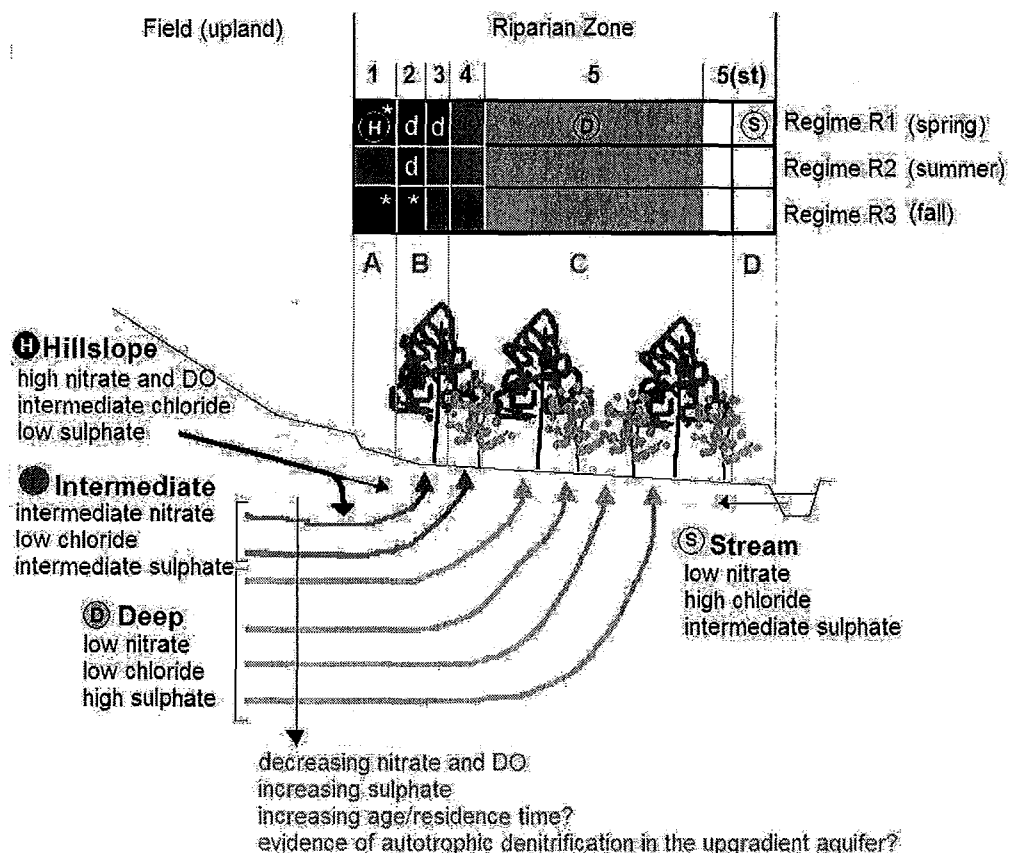 Field (upland)
Riparian Zone
1 2 3 4 5 5(st)
H * d d D S Regime R1 (spring)
d Regime R2 (summer)
* * Regime R3 (fall)
A B C D
H Hillslope
high nitrate and DO
intermediate chloride
low sulphate
Intermediate
intermediate nitrate
low chloride
intermediate sulphate
D Deep
low nitrate
low chloride
high sulphate
S Stream
low nitrate
high chloride
intermediate sulphate
decreasing nitrate and DO
increasing sulphate
increasing age/residence time?
evidence of autotrophic denitrification in the upgradient aquifer?